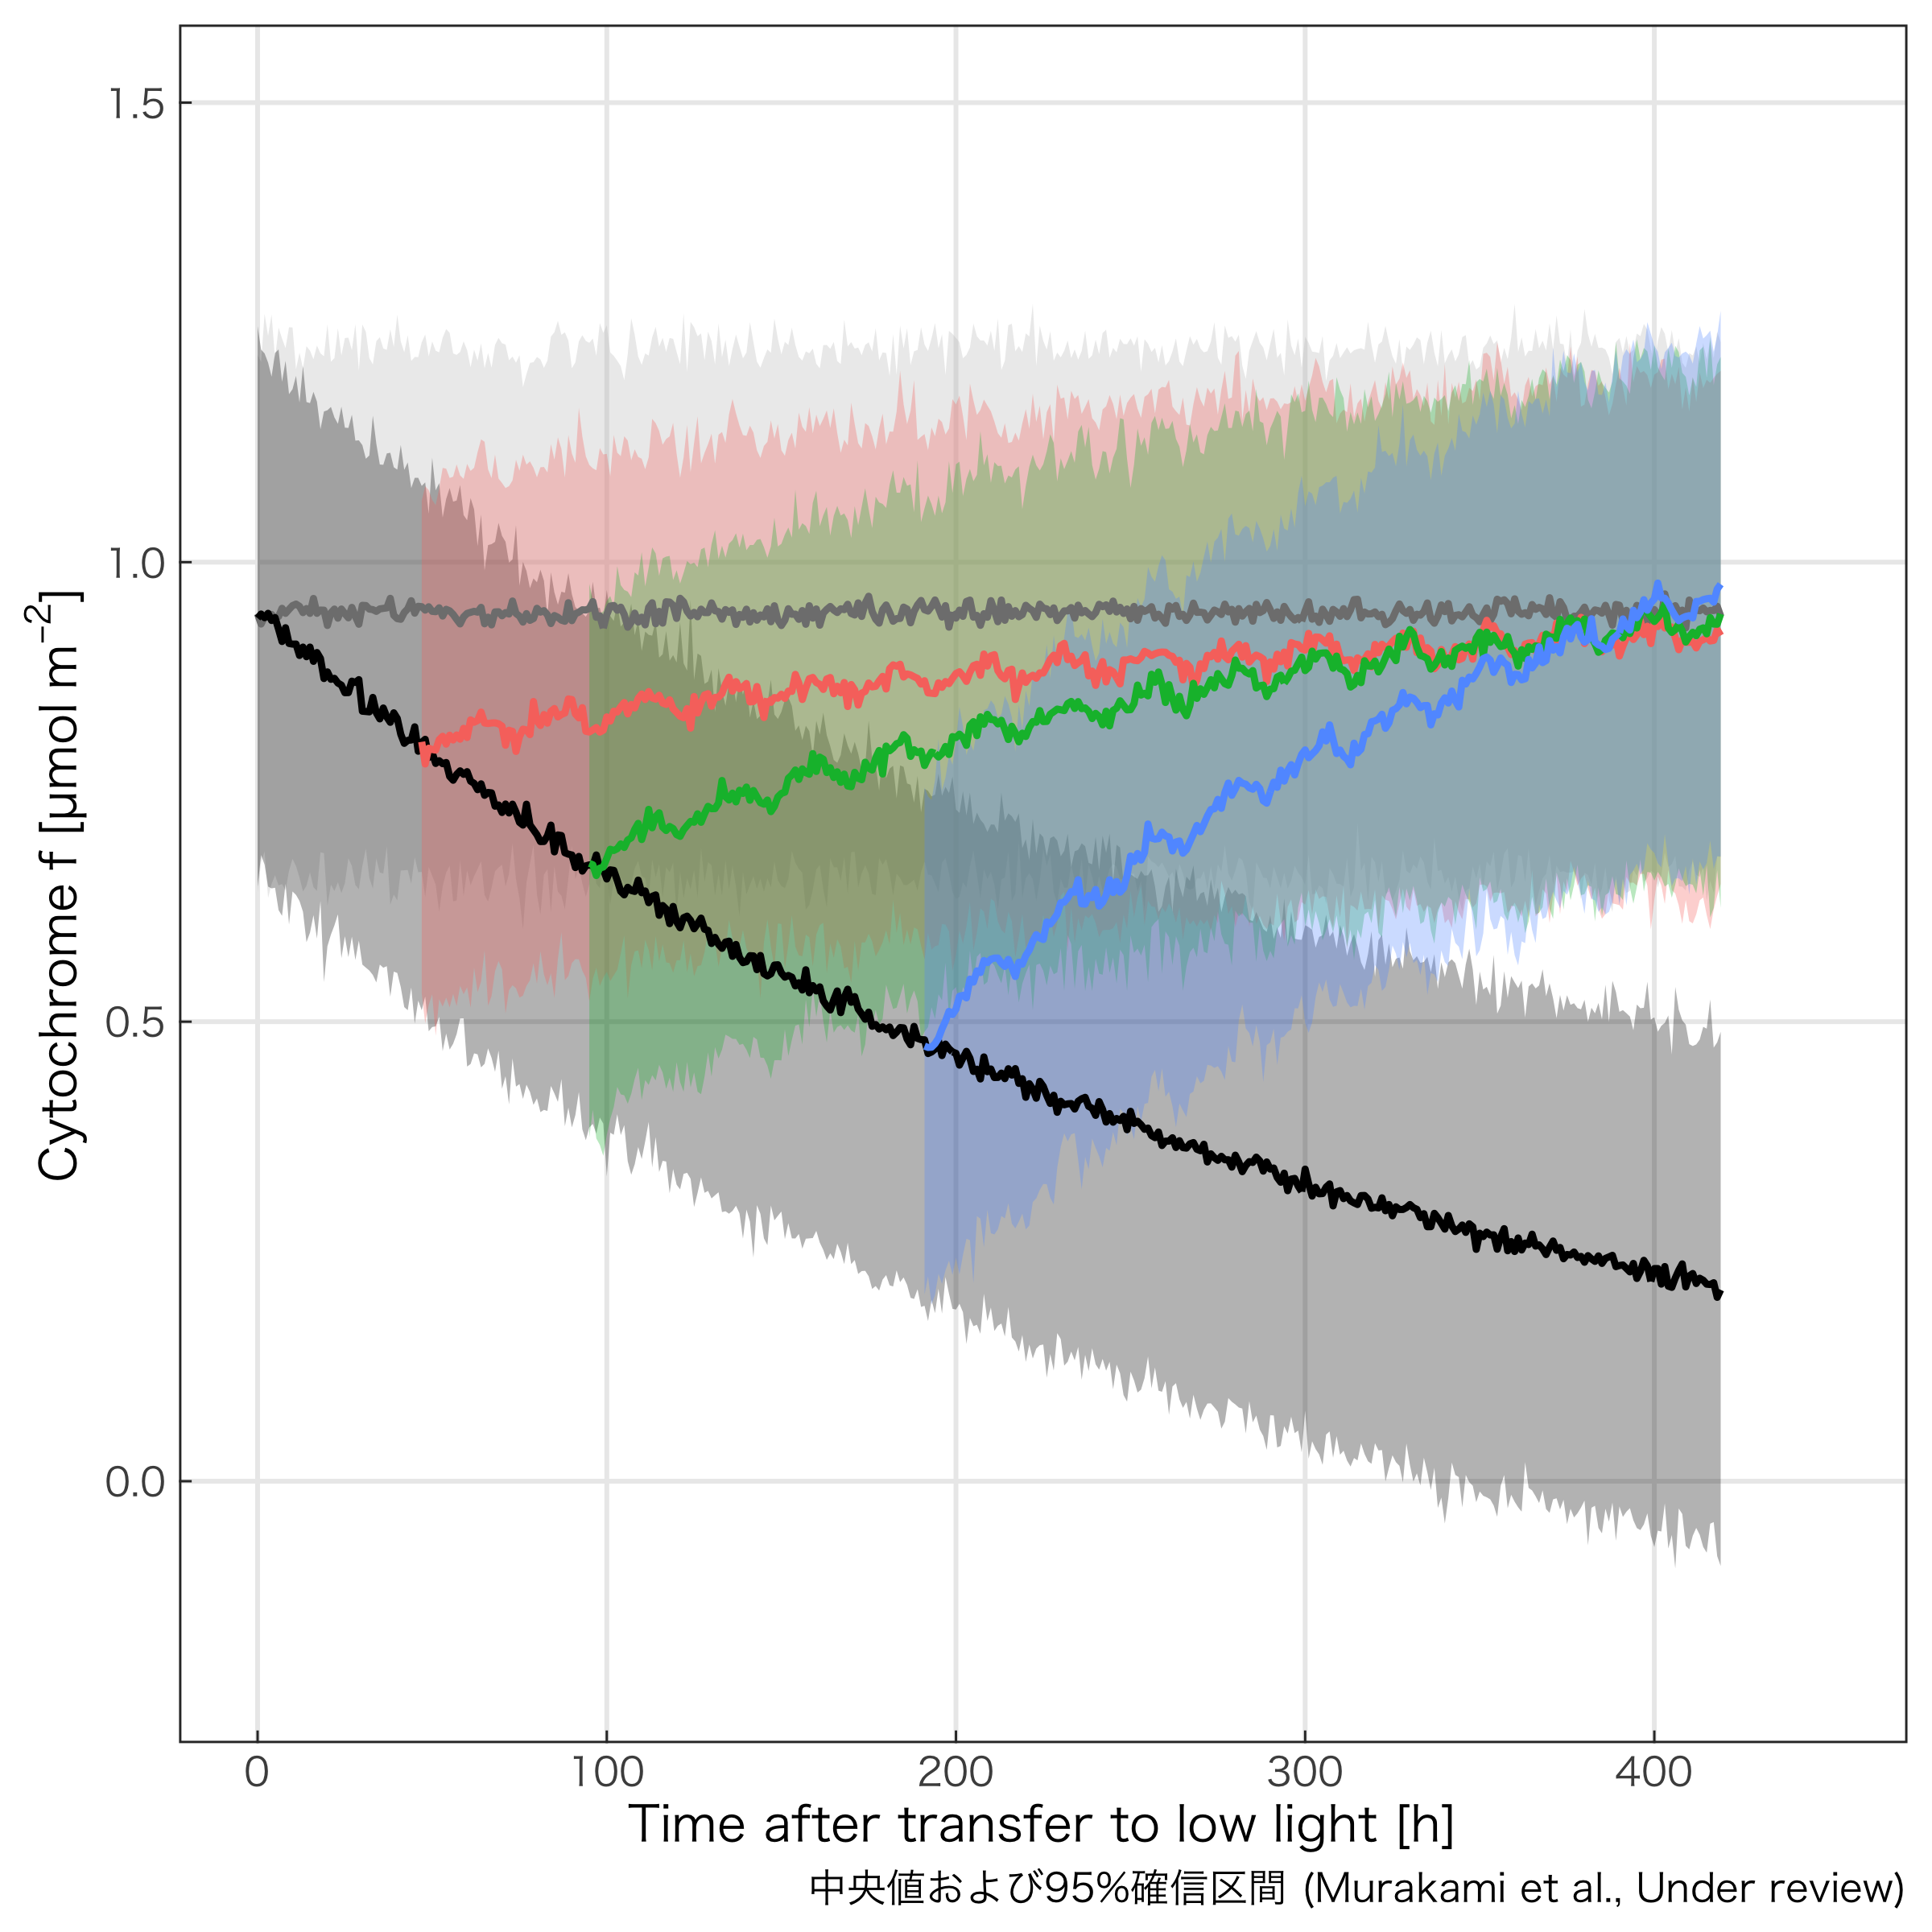 1.5
1.0
0.5
0.0
Cytochrome f [µmol m⁻²]
0 100 200 300 400
Time after transfer to low light [h]
中央値および95%確信区間 (Murakami et al., Under review)